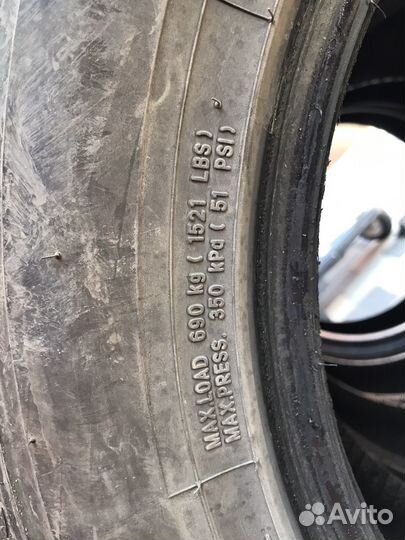 MAX.LOAD 690 kg ( 1521 LBS )
MAX.PRESS. 350 kPa ( 51 PSI )
Avito